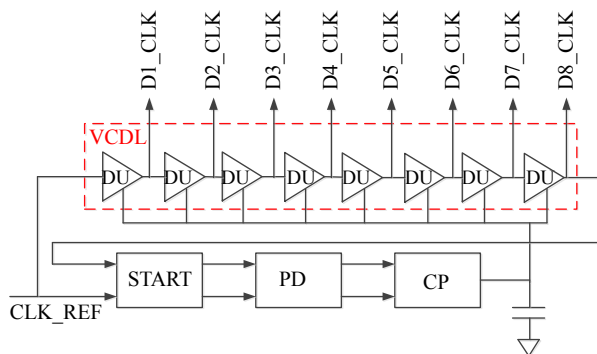 D1_CLK
D2_CLK
D3_CLK
D4_CLK
D5_CLK
D6_CLK
D7_CLK
D8_CLK
VCDL
DU
DU
DU
DU
DU
DU
DU
DU
START
PD
CP
CLK_REF